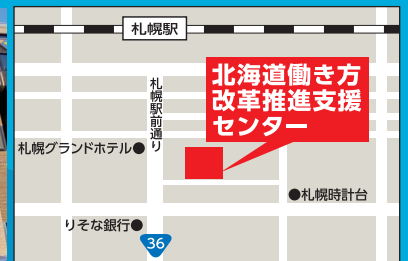 札幌駅
北海道働き方
改革推進支援
センター
札幌駅前通り
札幌グランドホテル
札幌時計台
りそな銀行
36